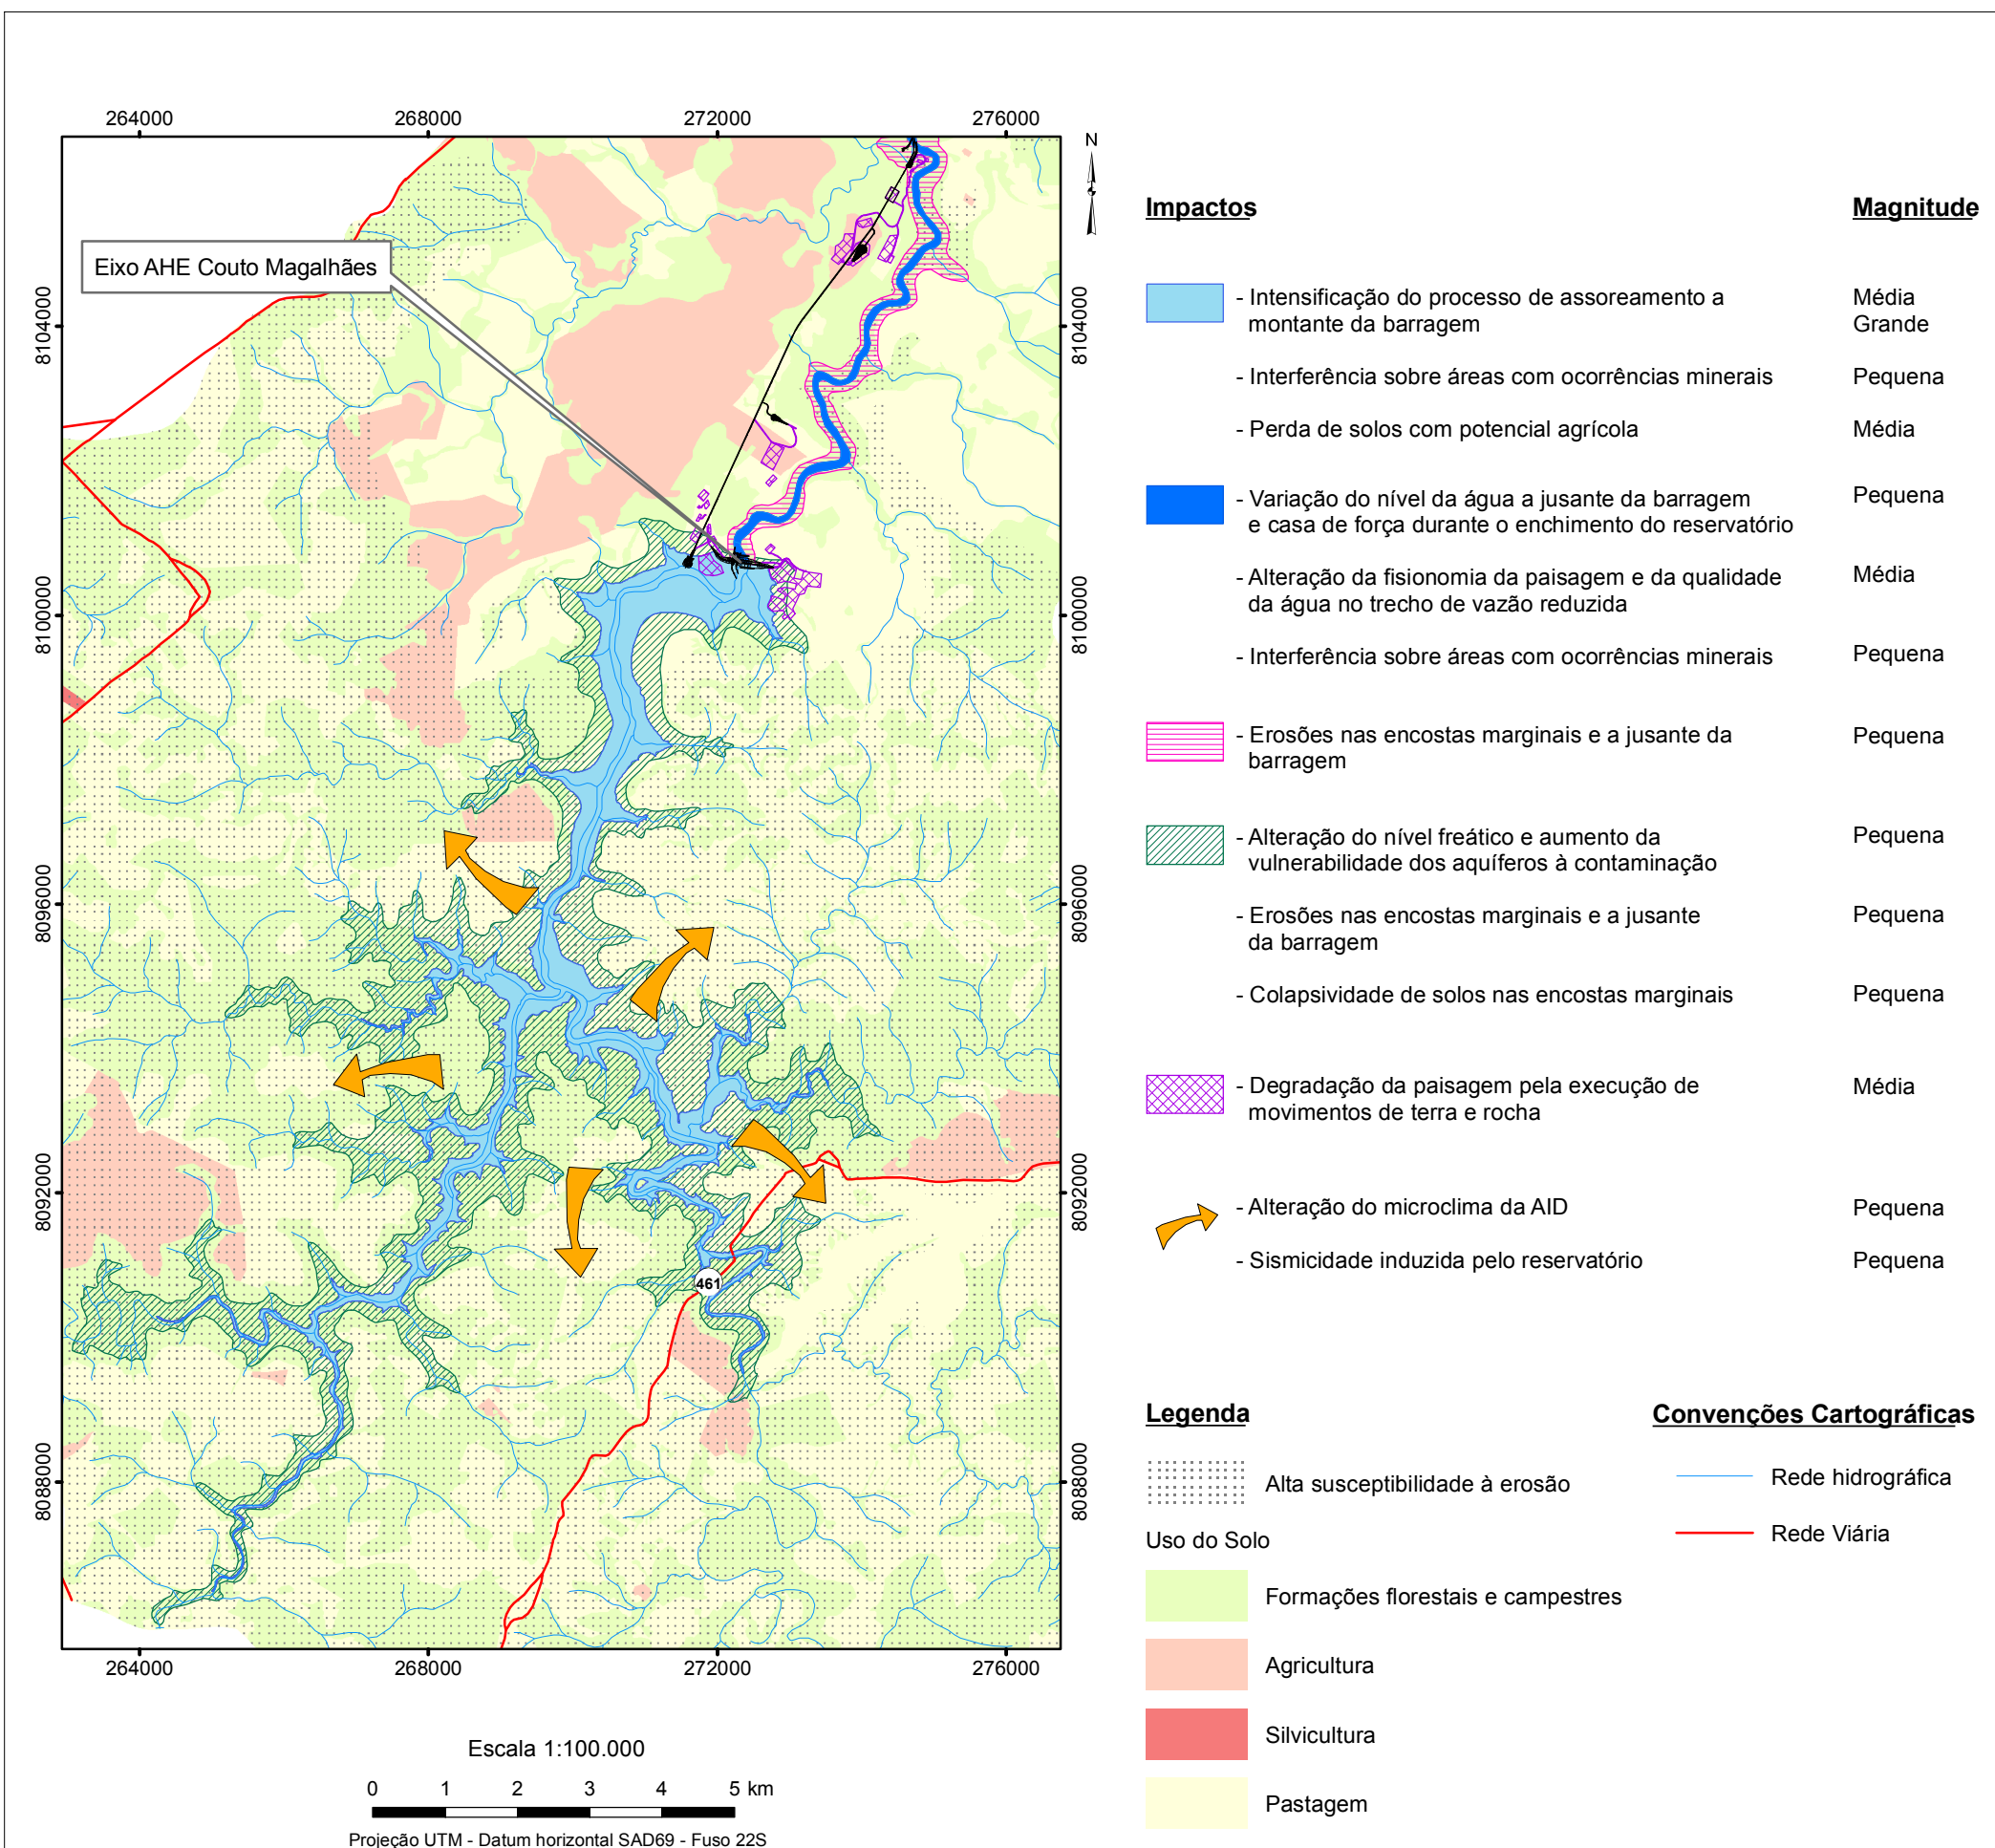 264000
268000
272000
276000
N
Eixo AHE Couto Magalhães
8104000
8104000
8100000
8100000
8096000
8096000
8092000
8092000
8088000
8088000
461
264000
268000
272000
276000
Escala 1:100.000
0 1 2 3 4 5 km
Projeção UTM - Datum horizontal SAD69 - Fuso 22S
Impactos Magnitude
- Intensificação do processo de assoreamento a Média
montante da barragem Grande
- Interferência sobre áreas com ocorrências minerais Pequena
- Perda de solos com potencial agrícola Média
- Variação do nível da água a jusante da barragem Pequena
e casa de força durante o enchimento do reservatório
- Alteração da fisionomia da paisagem e da qualidade Média
da água no trecho de vazão reduzida
- Interferência sobre áreas com ocorrências minerais Pequena
- Erosões nas encostas marginais e a jusante da Pequena
barragem
- Alteração do nível freático e aumento da Pequena
vulnerabilidade dos aquíferos à contaminação
- Erosões nas encostas marginais e a jusante Pequena
da barragem
- Colapsividade de solos nas encostas marginais Pequena
- Degradação da paisagem pela execução de Média
movimentos de terra e rocha
- Alteração do microclima da AID Pequena
- Sismicidade induzida pelo reservatório Pequena
Legenda
Alta susceptibilidade à erosão
Uso do Solo
Formações florestais e campestres
Agricultura
Silvicultura
Pastagem
Convenções Cartográficas
Rede hidrográfica
Rede Viária